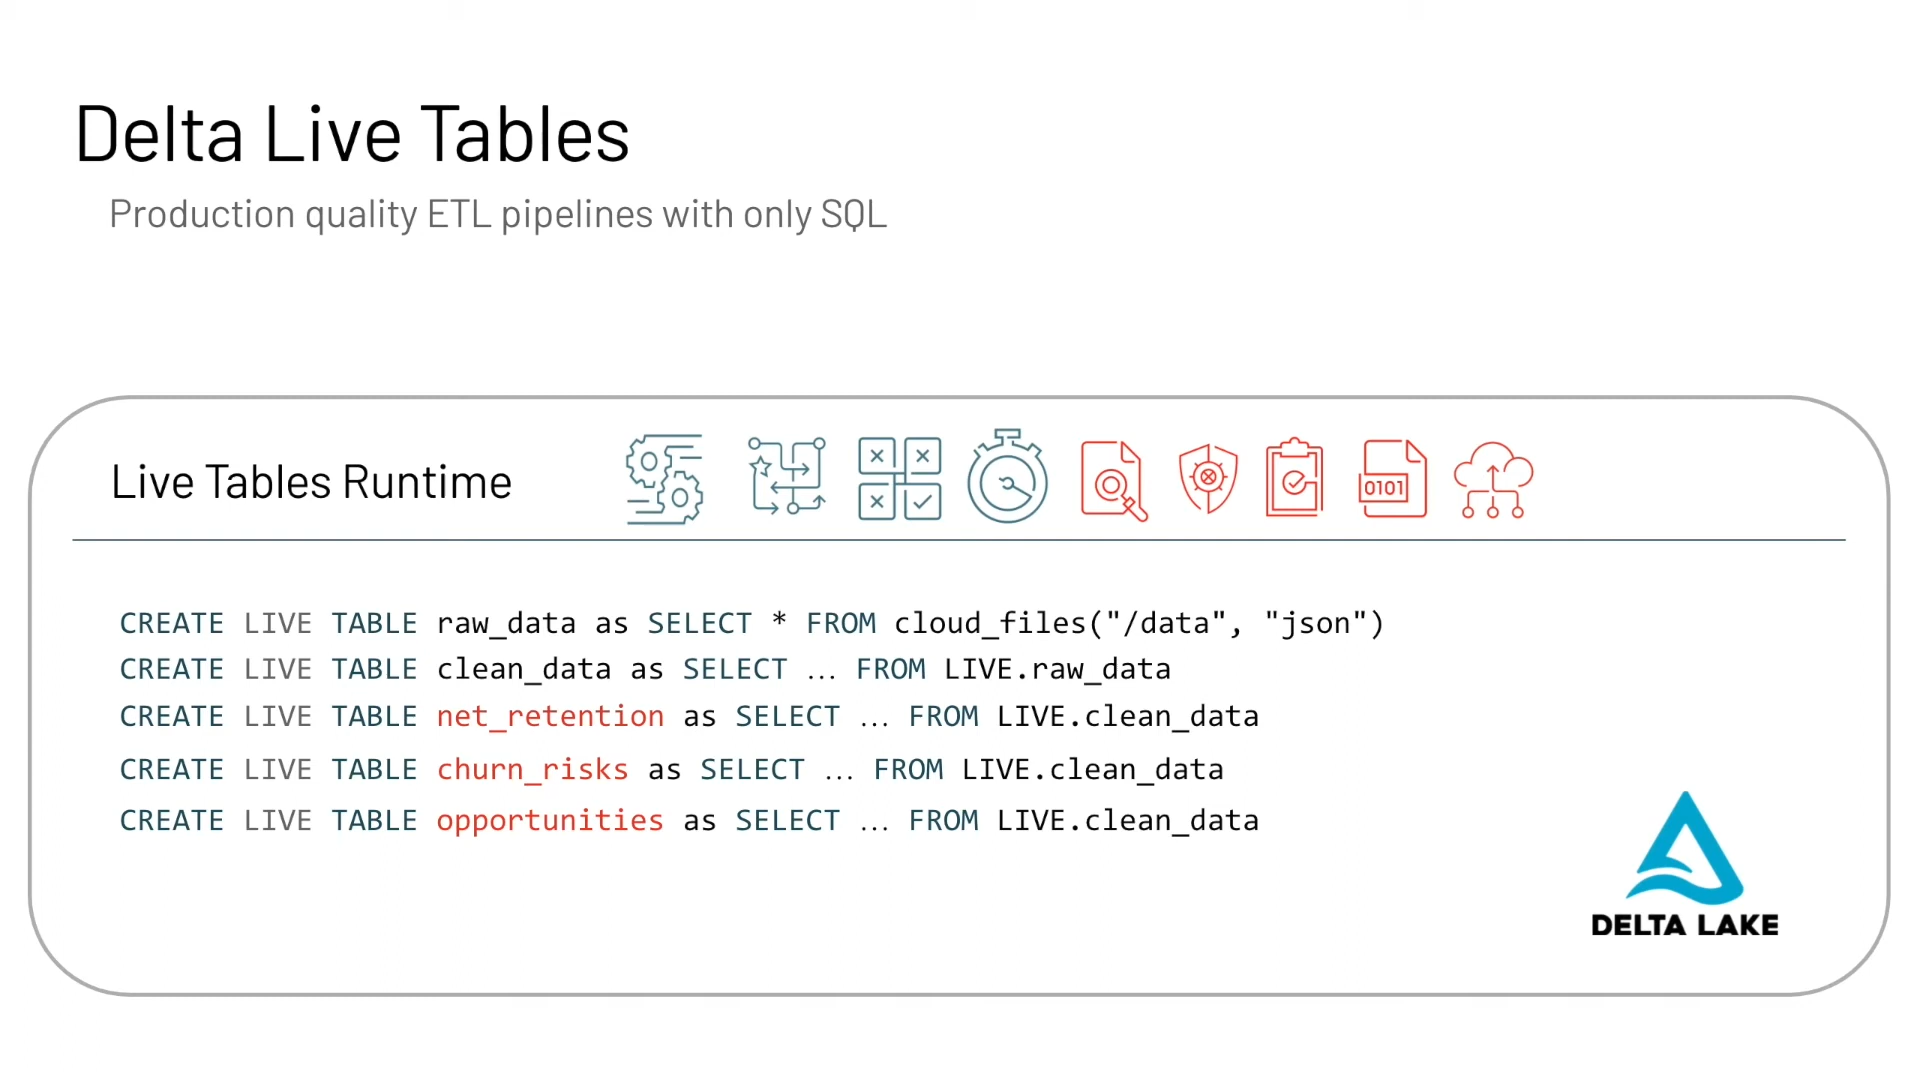 Delta Live Tables
Production quality ETL pipelines with only SQL
Live Tables Runtime
0101
CREATE LIVE TABLE raw_data as SELECT * FROM cloud_files("/data", "json")
CREATE LIVE TABLE clean_data as SELECT … FROM LIVE.raw_data
CREATE LIVE TABLE net_retention as SELECT … FROM LIVE.clean_data
CREATE LIVE TABLE churn_risks as SELECT … FROM LIVE.clean_data
CREATE LIVE TABLE opportunities as SELECT … FROM LIVE.clean_data
DELTA LAKE